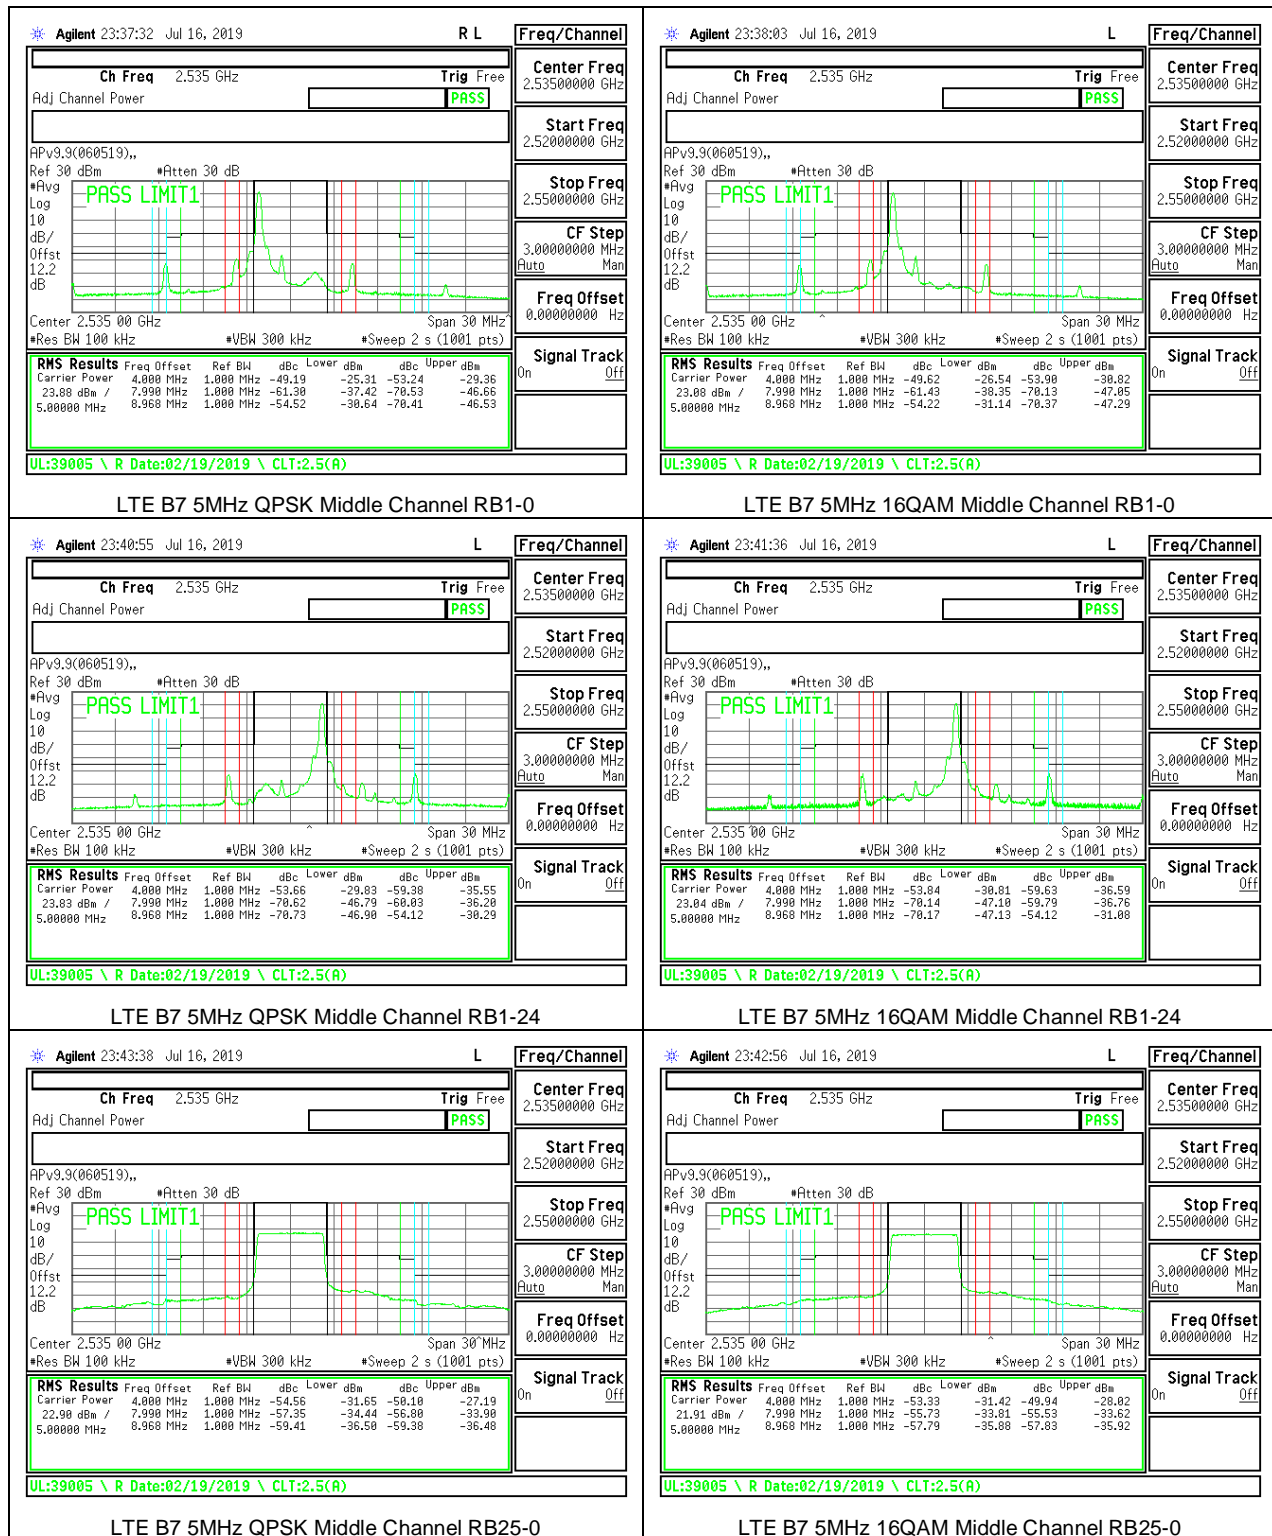 Agilent 23:37:32 Jul 16, 2019 R L Freq/Channel
Ch Freq 2.535 GHz Trig Free
Adj Channel Power PASS
Center Freq
2.53500000 GHz
Start Freq
2.52000000 GHz
Stop Freq
2.55000000 GHz
CF Step
3.00000000 MHz
Auto Man
Freq Offset
0.00000000 Hz
Signal Track
On Off
APv9.9(060519),,
Ref 30 dBm #Atten 30 dB
#Avg
Log
10
dB/
Offst
12.2
dB
PASS LIMIT1
Center 2.535 00 GHz Span 30 MHz
#Res BW 100 kHz #VBW 300 kHz #Sweep 2 s (1001 pts)
RMS Results Freq Offset Ref BW dBc Lower dBm dBc Upper dBm
Carrier Power 4.000 MHz 1.000 MHz -49.19 -25.31 -53.24 -29.36
23.88 dBm / 7.990 MHz 1.000 MHz -61.30 -37.42 -70.53 -46.66
5.00000 MHz 8.968 MHz 1.000 MHz -54.52 -30.64 -70.41 -46.53
UL:39005 \ R Date:02/19/2019 \ CLT:2.5(A)
LTE B7 5MHz QPSK Middle Channel RB1-0
Agilent 23:38:03 Jul 16, 2019 L Freq/Channel
Ch Freq 2.535 GHz Trig Free
Adj Channel Power PASS
Center Freq
2.53500000 GHz
Start Freq
2.52000000 GHz
Stop Freq
2.55000000 GHz
CF Step
3.00000000 MHz
Auto Man
Freq Offset
0.00000000 Hz
Signal Track
On Off
APv9.9(060519),,
Ref 30 dBm #Atten 30 dB
#Avg
Log
10
dB/
Offst
12.2
dB
PASS LIMIT1
Center 2.535 00 GHz Span 30 MHz
#Res BW 100 kHz #VBW 300 kHz #Sweep 2 s (1001 pts)
RMS Results Freq Offset Ref BW dBc Lower dBm dBc Upper dBm
Carrier Power 4.000 MHz 1.000 MHz -49.62 -26.54 -53.90 -30.82
23.08 dBm / 7.990 MHz 1.000 MHz -61.43 -38.35 -70.13 -47.05
5.00000 MHz 8.968 MHz 1.000 MHz -54.22 -31.14 -70.37 -47.29
UL:39005 \ R Date:02/19/2019 \ CLT:2.5(A)
LTE B7 5MHz 16QAM Middle Channel RB1-0
Agilent 23:40:55 Jul 16, 2019 L Freq/Channel
Ch Freq 2.535 GHz Trig Free
Adj Channel Power PASS
Center Freq
2.53500000 GHz
Start Freq
2.52000000 GHz
Stop Freq
2.55000000 GHz
CF Step
3.00000000 MHz
Auto Man
Freq Offset
0.00000000 Hz
Signal Track
On Off
APv9.9(060519),,
Ref 30 dBm #Atten 30 dB
#Avg
Log
10
dB/
Offst
12.2
dB
PASS LIMIT1
Center 2.535 00 GHz Span 30 MHz
#Res BW 100 kHz #VBW 300 kHz #Sweep 2 s (1001 pts)
RMS Results Freq Offset Ref BW dBc Lower dBm dBc Upper dBm
Carrier Power 4.000 MHz 1.000 MHz -53.66 -29.83 -59.38 -35.55
23.83 dBm / 7.990 MHz 1.000 MHz -70.62 -46.79 -60.03 -36.20
5.00000 MHz 8.968 MHz 1.000 MHz -70.73 -46.90 -54.12 -30.29
UL:39005 \ R Date:02/19/2019 \ CLT:2.5(A)
LTE B7 5MHz QPSK Middle Channel RB1-24
Agilent 23:41:36 Jul 16, 2019 L Freq/Channel
Ch Freq 2.535 GHz Trig Free
Adj Channel Power PASS
Center Freq
2.53500000 GHz
Start Freq
2.52000000 GHz
Stop Freq
2.55000000 GHz
CF Step
3.00000000 MHz
Auto Man
Freq Offset
0.00000000 Hz
Signal Track
On Off
APv9.9(060519),,
Ref 30 dBm #Atten 30 dB
#Avg
Log
10
dB/
Offst
12.2
dB
PASS LIMIT1
Center 2.535 00 GHz Span 30 MHz
#Res BW 100 kHz #VBW 300 kHz #Sweep 2 s (1001 pts)
RMS Results Freq Offset Ref BW dBc Lower dBm dBc Upper dBm
Carrier Power 4.000 MHz 1.000 MHz -53.84 -30.81 -59.63 -36.59
23.04 dBm / 7.990 MHz 1.000 MHz -70.14 -47.10 -59.79 -36.76
5.00000 MHz 8.968 MHz 1.000 MHz -70.17 -47.13 -54.12 -31.08
UL:39005 \ R Date:02/19/2019 \ CLT:2.5(A)
LTE B7 5MHz 16QAM Middle Channel RB1-24
Agilent 23:43:38 Jul 16, 2019 L Freq/Channel
Ch Freq 2.535 GHz Trig Free
Adj Channel Power PASS
Center Freq
2.53500000 GHz
Start Freq
2.52000000 GHz
Stop Freq
2.55000000 GHz
CF Step
3.00000000 MHz
Auto Man
Freq Offset
0.00000000 Hz
Signal Track
On Off
APv9.9(060519),,
Ref 30 dBm #Atten 30 dB
#Avg
Log
10
dB/
Offst
12.2
dB
PASS LIMIT1
Center 2.535 00 GHz Span 30 MHz
#Res BW 100 kHz #VBW 300 kHz #Sweep 2 s (1001 pts)
RMS Results Freq Offset Ref BW dBc Lower dBm dBc Upper dBm
Carrier Power 4.000 MHz 1.000 MHz -54.56 -31.65 -50.10 -27.19
22.90 dBm / 7.990 MHz 1.000 MHz -57.35 -34.44 -56.80 -33.90
5.00000 MHz 8.968 MHz 1.000 MHz -59.41 -36.50 -59.38 -36.48
UL:39005 \ R Date:02/19/2019 \ CLT:2.5(A)
LTE B7 5MHz QPSK Middle Channel RB25-0
Agilent 23:42:56 Jul 16, 2019 L Freq/Channel
Ch Freq 2.535 GHz Trig Free
Adj Channel Power PASS
Center Freq
2.53500000 GHz
Start Freq
2.52000000 GHz
Stop Freq
2.55000000 GHz
CF Step
3.00000000 MHz
Auto Man
Freq Offset
0.00000000 Hz
Signal Track
On Off
APv9.9(060519),,
Ref 30 dBm #Atten 30 dB
#Avg
Log
10
dB/
Offst
12.2
dB
PASS LIMIT1
Center 2.535 00 GHz Span 30 MHz
#Res BW 100 kHz #VBW 300 kHz #Sweep 2 s (1001 pts)
RMS Results Freq Offset Ref BW dBc Lower dBm dBc Upper dBm
Carrier Power 4.000 MHz 1.000 MHz -53.33 -31.42 -49.94 -28.02
21.91 dBm / 7.990 MHz 1.000 MHz -55.73 -33.81 -55.53 -33.62
5.00000 MHz 8.968 MHz 1.000 MHz -57.79 -35.88 -57.83 -35.92
UL:39005 \ R Date:02/19/2019 \ CLT:2.5(A)
LTE B7 5MHz 16QAM Middle Channel RB25-0